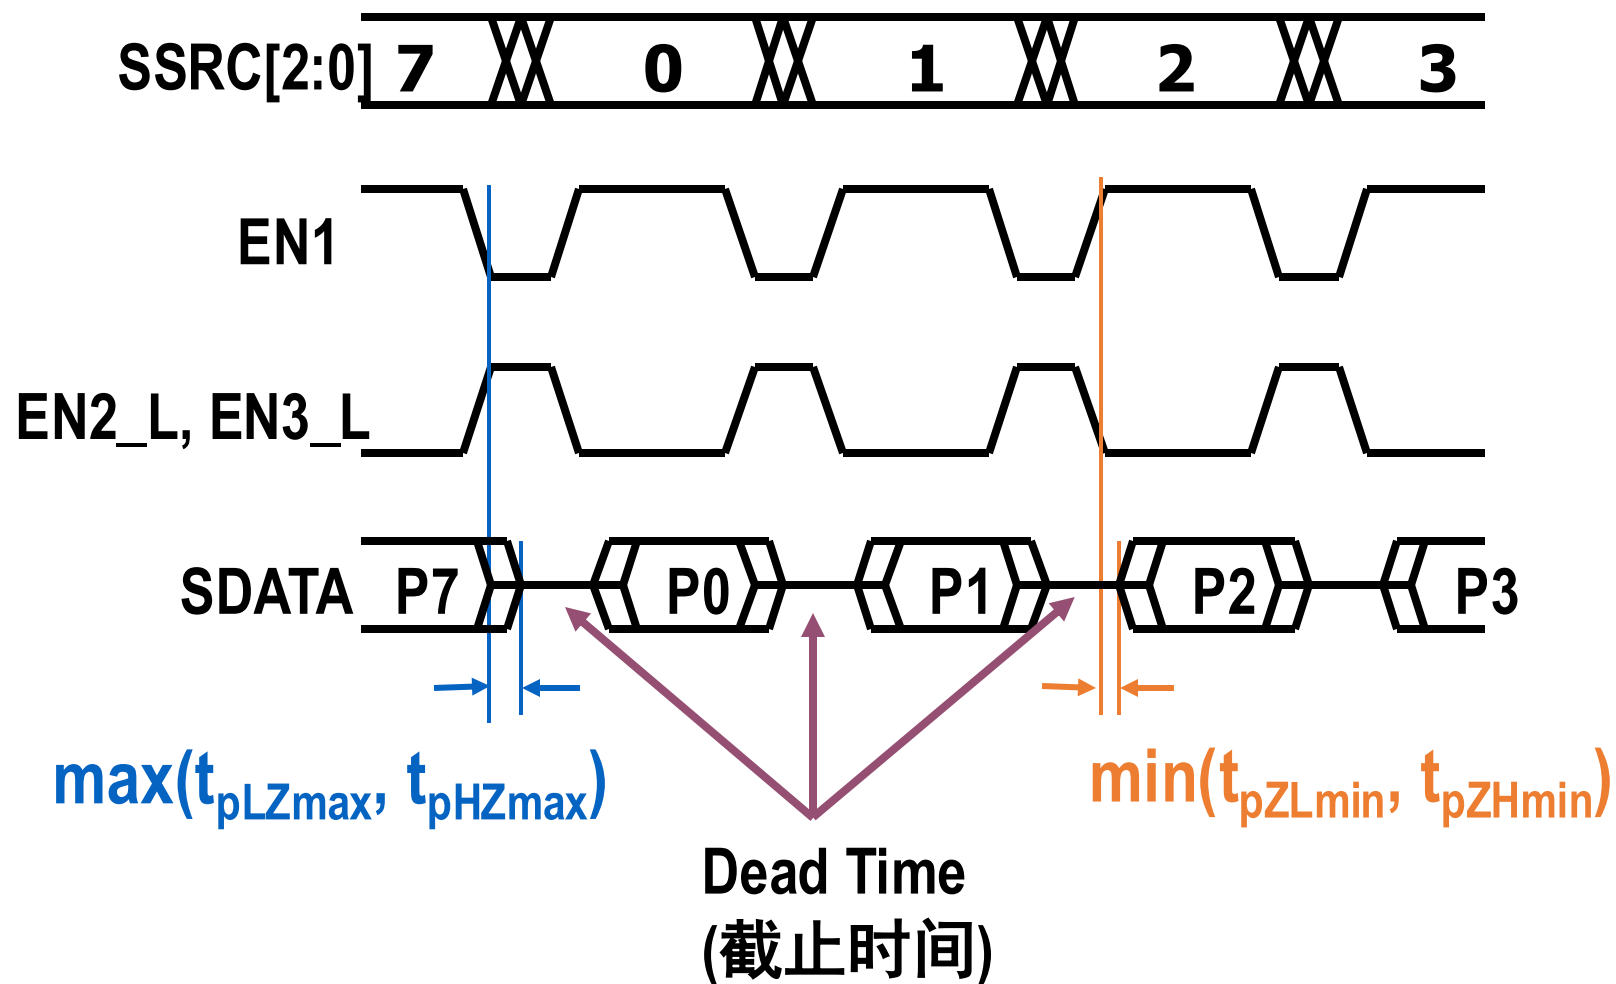 SSRC[2:0] 7 0 1 2 3
EN1
EN2_L, EN3_L
SDATA P7 P0 P1 P2 P3
max(tpLZmax, tpHZmax)
min(tpZLmin, tpZHmin)
Dead Time
(截止时间)